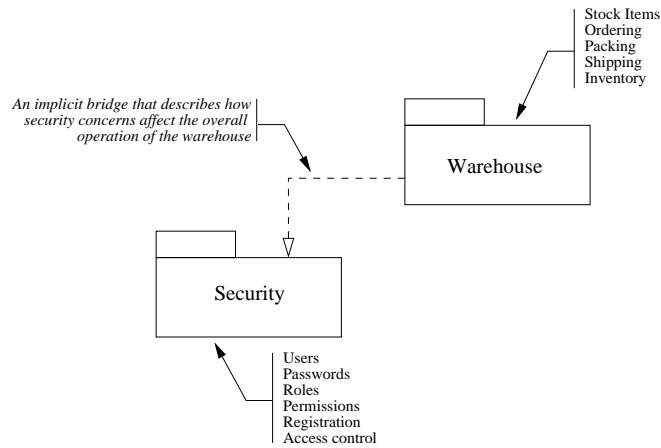 Stock Items
Ordering
Packing
Shipping
Inventory
An implicit bridge that describes how
security concerns affect the overall
operation of the warehouse
Warehouse
Security
Users
Passwords
Roles
Permissions
Registration
Access control